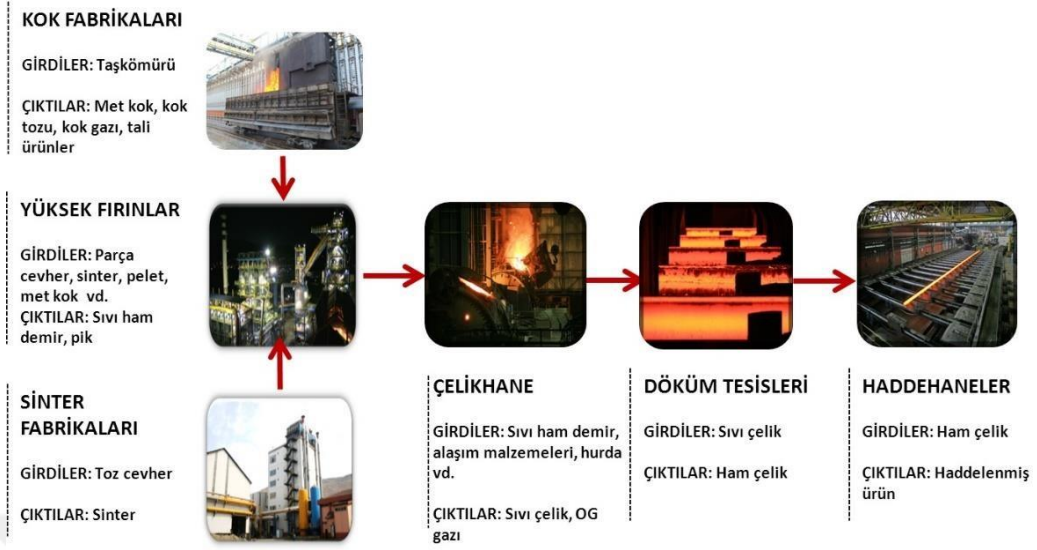 KOK FABRİKALARI
GİRDİLER: Taşkömürü
ÇIKTILAR: Met kok, kok
tozu, kok gazı, tali
ürünler
YÜKSEK FIRINLAR
GİRDİLER: Parça
cevher, sinter, pelet,
met kok vd.
ÇIKTILAR: Sıvı ham
demir, pik
SİNTER
FABRİKALARI
GİRDİLER: Toz cevher
ÇIKTILAR: Sinter
ÇELİKHANE
GİRDİLER: Sıvı ham demir,
alaşım malzemeleri, hurda
vd.
ÇIKTILAR: Sıvı çelik, OG
gazı
DÖKÜM TESİSLERİ
GİRDİLER: Sıvı çelik
ÇIKTILAR: Ham çelik
HADDEHANELER
GİRDİLER: Ham çelik
ÇIKTILAR: Haddelenmiş
ürün